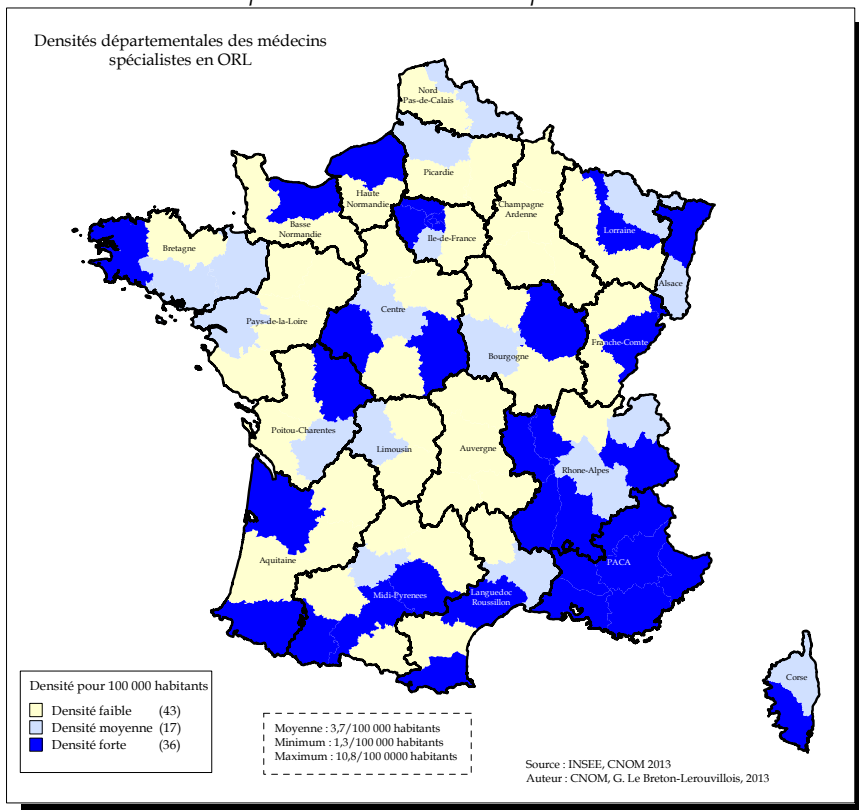 Densités départementales des médecins
spécialistes en ORL
Nord
Pas-de-Calais
Picardie
Haute
Normandie
Basse
Normandie
Champagne
Ardenne
Lorraine
Ile-de-France
Bretagne
Alsace
Pays-de-la-Loire
Centre
Franche-Comte
Bourgogne
Poitou-Charentes
Limousin
Auvergne
Rhone-Alpes
Aquitaine
PACA
Midi-Pyrenees
Languedoc
Roussillon
Corse
Densité pour 100 000 habitants
Densité faible (43)
Densité moyenne (17)
Densité forte (36)
Moyenne : 3,7/100 000 habitants
Minimum : 1,3/100 000 habitants
Maximum : 10,8/100 0000 habitants
Source : INSEE, CNOM 2013
Auteur : CNOM, G. Le Breton-Lerouvillois, 2013